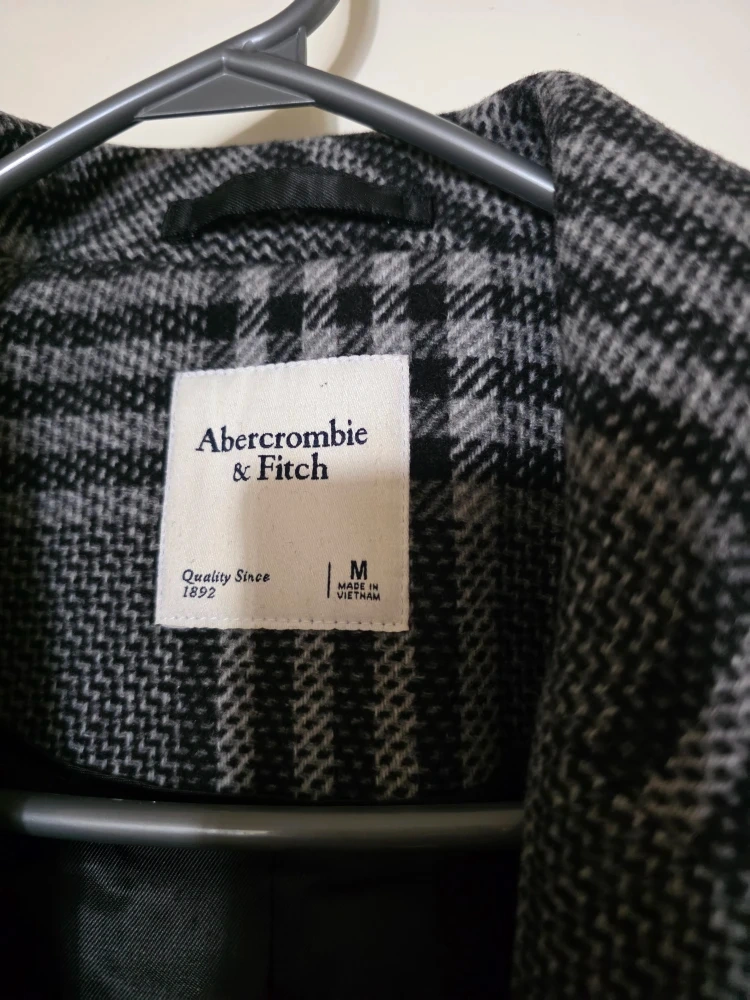 Abercrombie
& Fitch
Quality Since
1892
M
MADE IN
VIETNAM